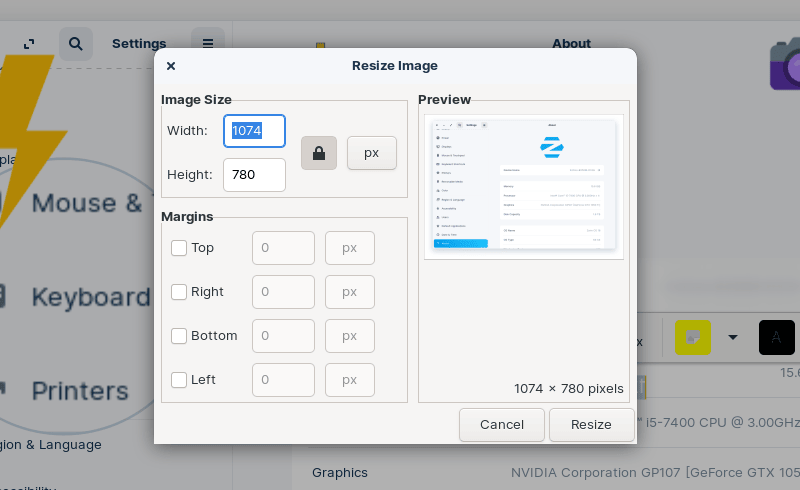 Settings
About
Resize Image
Image Size
Width: 1074
px
Height: 780
Margins
Top 0 px
Right 0 px
Bottom 0 px
Left 0 px
Preview
1074 × 780 pixels
Cancel
Resize
Mouse &
Keyboard
Printers
A
15.
i5-7400 CPU @ 3.00GHz
gion & Language
Graphics
NVIDIA Corporation GP107 [GeForce GTX 105